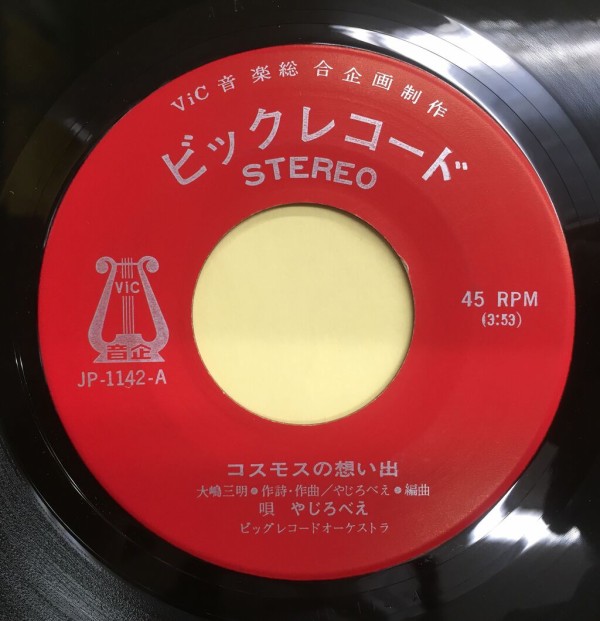 ViC 音楽総合企画制作
ビックレコード
STEREO
ViC
音企
JP-1142-A
45 RPM
(3:53)
コスモスの想い出
大嶋三明●作詩・作曲/やじろべえ●編曲
唄 やじろべえ
ビッグレコードオーケストラ